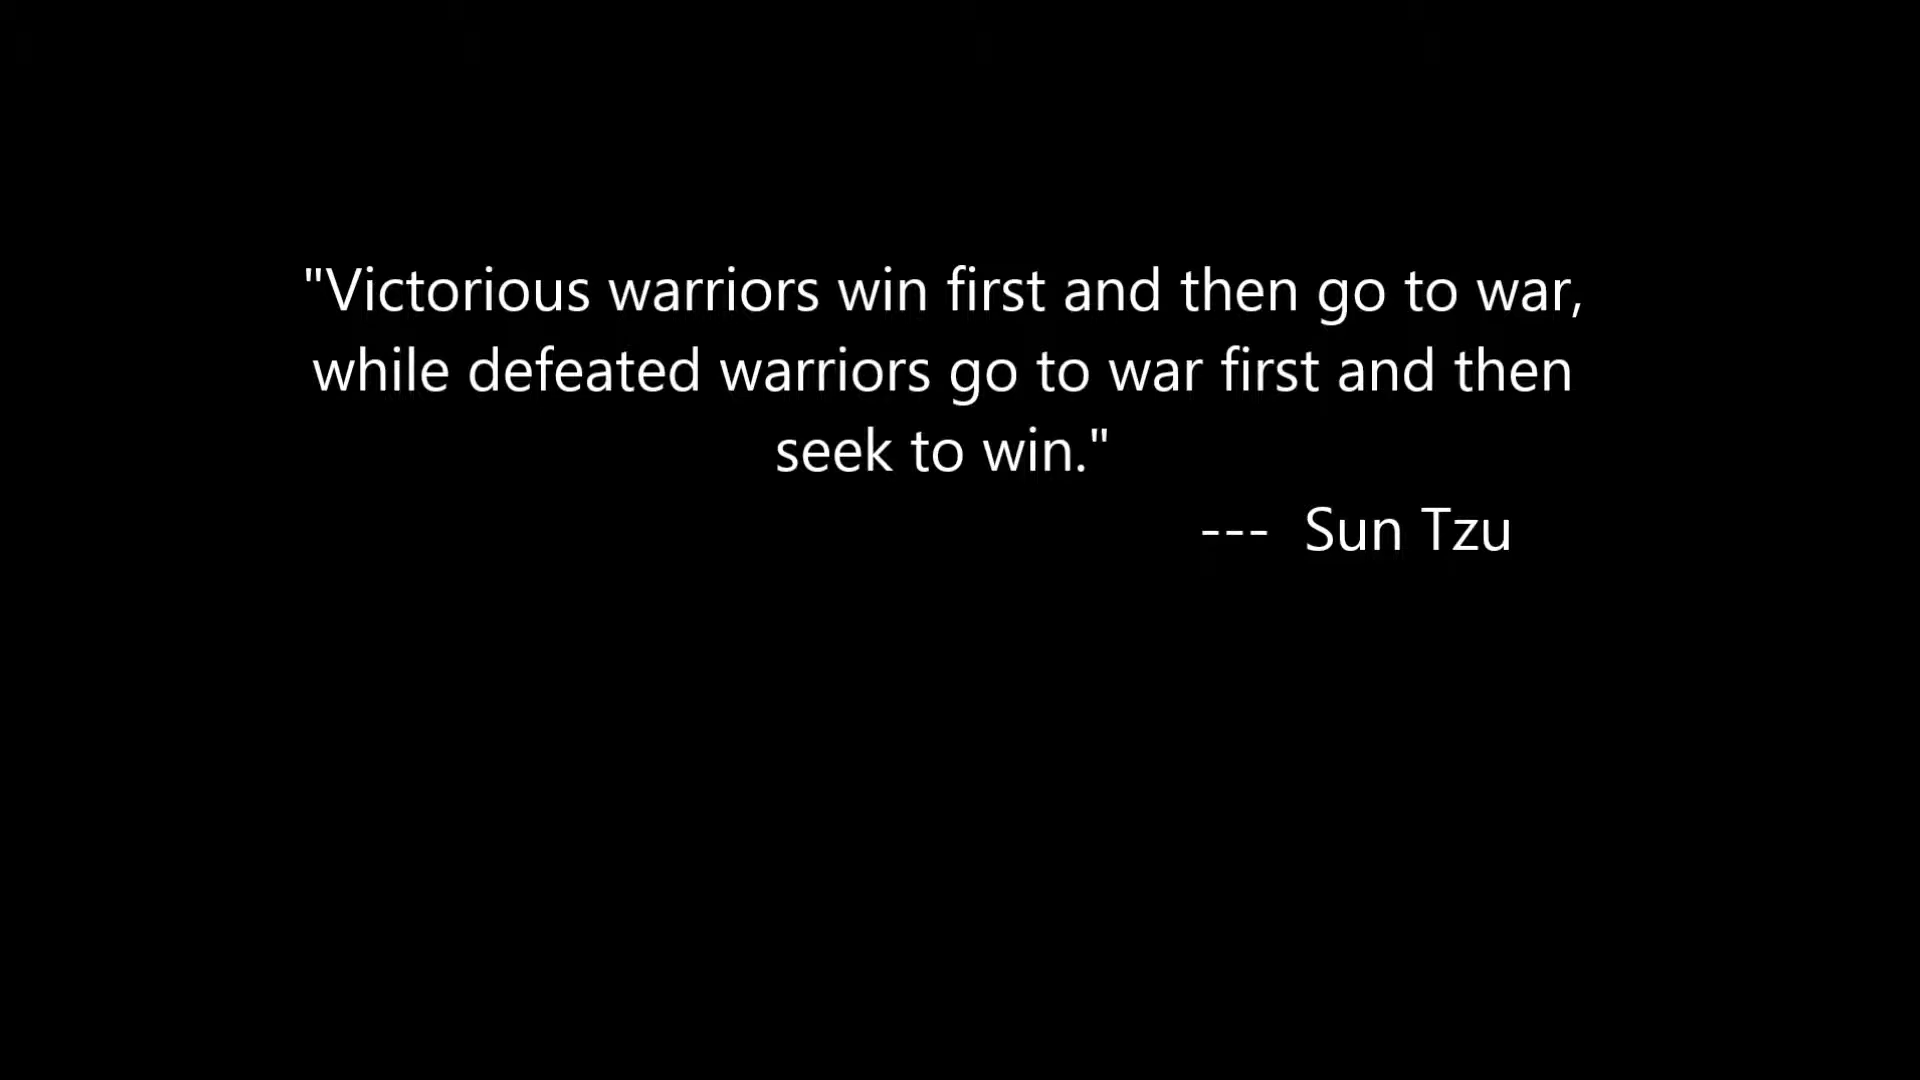 "Victorious warriors win first and then go to war,
while defeated warriors go to war first and then
seek to win."
--- Sun Tzu